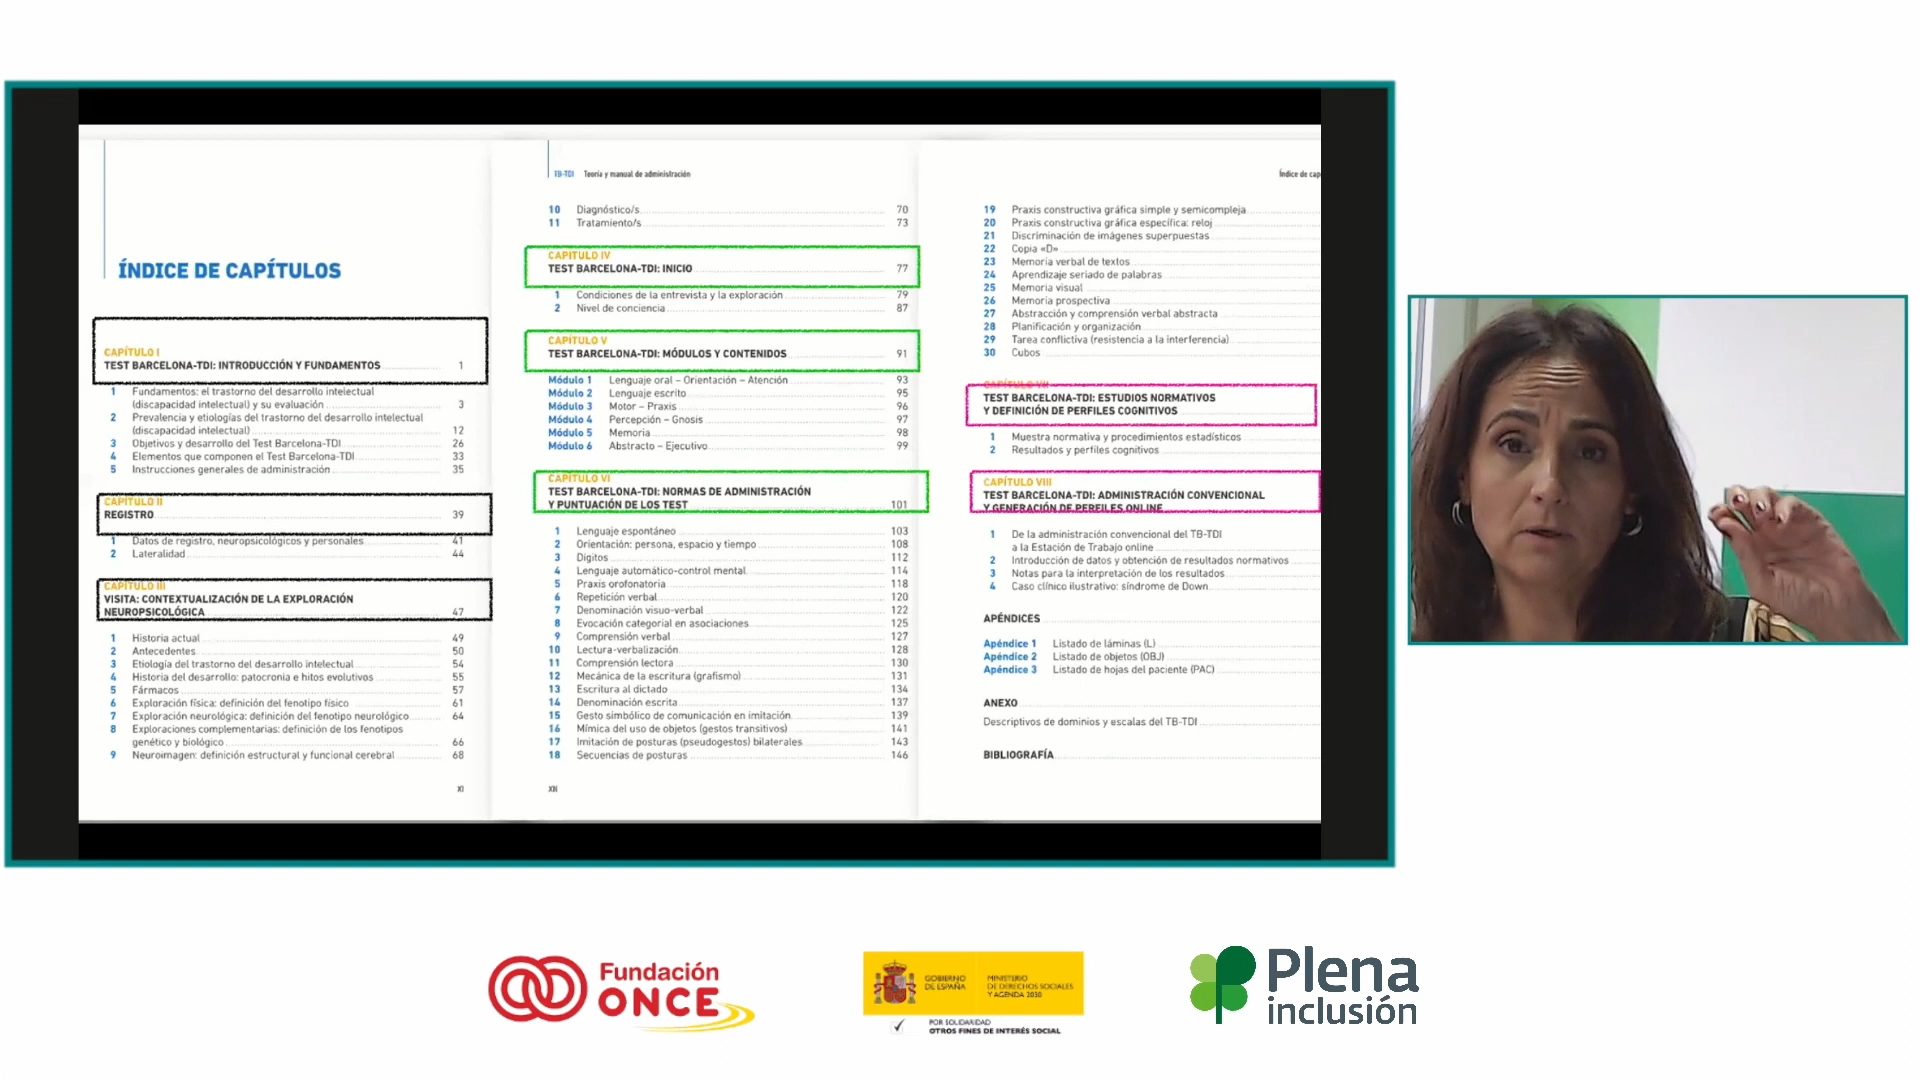 ÍNDICE DE CAPÍTULOS
CAPÍTULO I
TEST BARCELONA-TDI: INTRODUCCIÓN Y FUNDAMENTOS 1
1 Fundamentos: el trastorno del desarrollo intelectual
(discapacidad intelectual) y su evaluación 3
2 Prevalencia y etiologías del trastorno del desarrollo intelectual
(discapacidad intelectual) 12
3 Objetivos y desarrollo del Test Barcelona-TDI 26
4 Elementos que componen el Test Barcelona-TDI 33
5 Instrucciones generales de administración 35
CAPÍTULO II
REGISTRO 39
1 Datos de registro, neuropsicológicos y personales 41
2 Lateralidad 44
CAPÍTULO III
VISITA: CONTEXTUALIZACIÓN DE LA EXPLORACIÓN
NEUROPSICOLÓGICA 47
1 Historia actual 49
2 Antecedentes 50
3 Etiología del trastorno del desarrollo intelectual 54
4 Historia del desarrollo: patocronia e hitos evolutivos 55
5 Fármacos 57
6 Exploración física: definición del fenotipo físico 61
7 Exploración neurológica: definición del fenotipo neurológico 64
8 Exploraciones complementarias: definición de los fenotipos
genético y biológico 66
9 Neuroimagen: definición estructural y funcional cerebral 68
XI
TB-TDI Teoría y manual de administración
10 Diagnóstico/s 70
11 Tratamiento/s 73
CAPÍTULO IV
TEST BARCELONA-TDI: INICIO 77
1 Condiciones de la entrevista y la exploración 79
2 Nivel de conciencia 87
CAPÍTULO V
TEST BARCELONA-TDI: MÓDULOS Y CONTENIDOS 91
Módulo 1 Lenguaje oral – Orientación – Atención 93
Módulo 2 Lenguaje escrito 95
Módulo 3 Motor – Praxis 96
Módulo 4 Percepción – Gnosis 97
Módulo 5 Memoria 98
Módulo 6 Abstracto – Ejecutivo 99
CAPÍTULO VI
TEST BARCELONA-TDI: NORMAS DE ADMINISTRACIÓN
Y PUNTUACIÓN DE LOS TEST 101
1 Lenguaje espontáneo 103
2 Orientación: persona, espacio y tiempo 108
3 Dígitos 112
4 Lenguaje automático-control mental 114
5 Praxis orofonatoria 118
6 Repetición verbal 120
7 Denominación visuo-verbal 122
8 Evocación categorial en asociaciones 125
9 Comprensión verbal 127
10 Lectura-verbalización 128
11 Comprensión lectora 130
12 Mecánica de la escritura (grafismo) 131
13 Escritura al dictado 134
14 Denominación escrita 137
15 Gesto simbólico de comunicación en imitación 139
16 Mímica del uso de objetos (gestos transitivos) 141
17 Imitación de posturas (pseudogestos) bilaterales 143
18 Secuencias de posturas 146
XII
Índice de cap
19 Praxis constructiva gráfica simple y semicompleja
20 Praxis constructiva gráfica específica: reloj
21 Discriminación de imágenes superpuestas
22 Copia «D»
23 Memoria verbal de textos
24 Aprendizaje seriado de palabras
25 Memoria visual
26 Memoria prospectiva
27 Abstracción y comprensión verbal abstracta
28 Planificación y organización
29 Tarea conflictiva (resistencia a la interferencia)
30 Cubos
CAPÍTULO VII
TEST BARCELONA-TDI: ESTUDIOS NORMATIVOS
Y DEFINICIÓN DE PERFILES COGNITIVOS
1 Muestra normativa y procedimientos estadísticos
2 Resultados y perfiles cognitivos
CAPÍTULO VIII
TEST BARCELONA-TDI: ADMINISTRACIÓN CONVENCIONAL
Y GENERACIÓN DE PERFILES ONLINE
1 De la administración convencional del TB-TDI
a la Estación de Trabajo online
2 Introducción de datos y obtención de resultados normativos
3 Notas para la interpretación de los resultados
4 Caso clínico ilustrativo: síndrome de Down
APÉNDICES
Apéndice 1 Listado de láminas (L)
Apéndice 2 Listado de objetos (OBJ)
Apéndice 3 Listado de hojas del paciente (PAC)
ANEXO
Descriptivos de dominios y escalas del TB-TDI
BIBLIOGRAFÍA
Fundación
ONCE
GOBIERNO
DE ESPAÑA
MINISTERIO
DE DERECHOS SOCIALES
Y AGENDA 2030
POR SOLIDARIDAD
OTROS FINES DE INTERÉS SOCIAL
Plena
inclusión